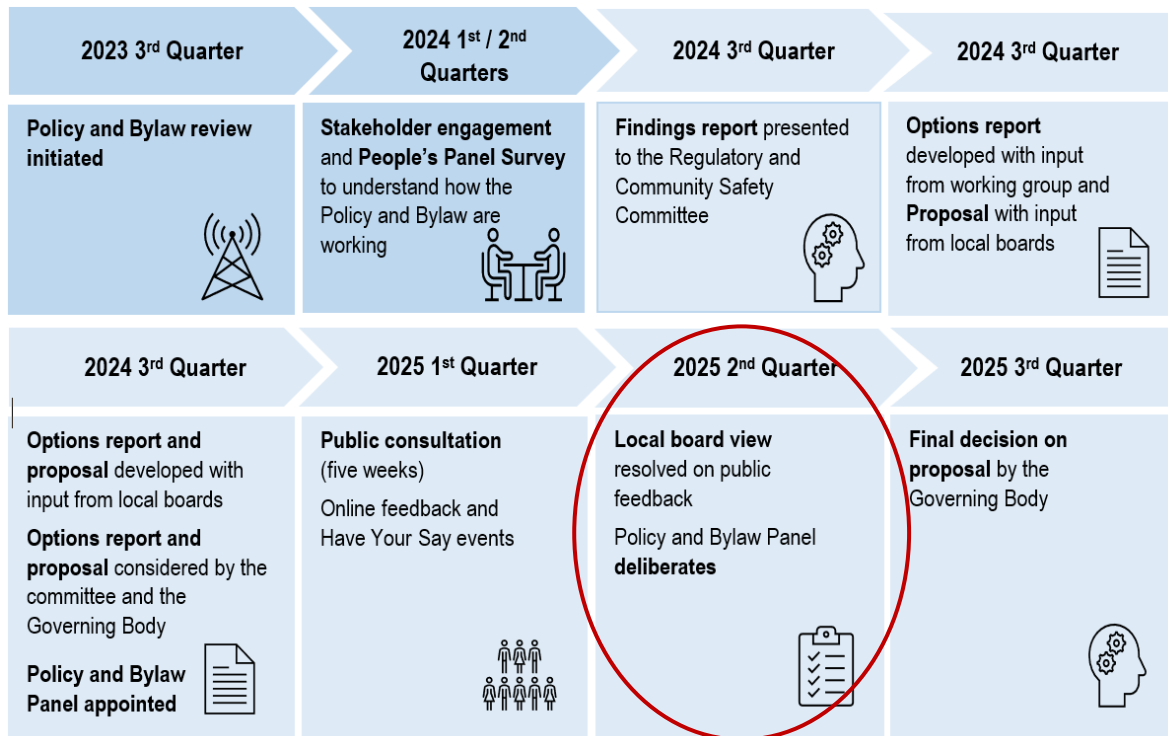 2023 3rd Quarter
2024 1st / 2nd
Quarters
2024 3rd Quarter
2024 3rd Quarter
Policy and Bylaw review
initiated
Stakeholder engagement
and People's Panel Survey
to understand how the
Policy and Bylaw are
working
Findings report presented
to the Regulatory and
Community Safety
Committee
Options report
developed with input
from working group and
Proposal with input
from local boards
2024 3rd Quarter
2025 1st Quarter
2025 2nd Quarter
2025 3rd Quarter
Options report and
proposal developed with
input from local boards
Options report and
proposal considered by the
committee and the
Governing Body
Policy and Bylaw
Panel appointed
Public consultation
(five weeks)
Online feedback and
Have Your Say events
Local board view
resolved on public
feedback
Policy and Bylaw Panel
deliberates
Final decision on
proposal by the
Governing Body